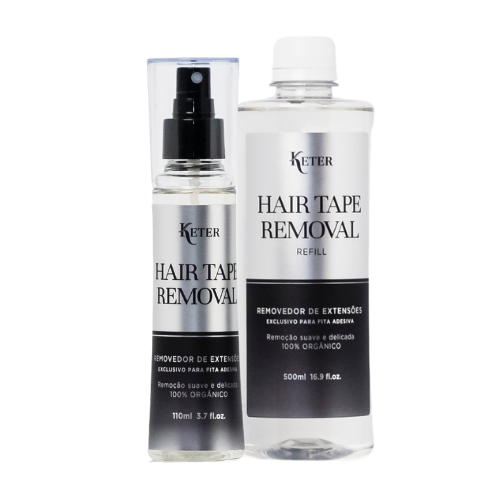 KETER
HAIR TAPE
REMOVAL
REMOVEDOR DE EXTENSÕES
EXCLUSIVO PARA FITA ADESIVA
Remoção suave e delicada
100% ORGÂNICO
110ml 3.7 fl.oz.
KETER
HAIR TAPE
REMOVAL
REFILL
REMOVEDOR DE EXTENSÕES
EXCLUSIVO PARA FITA ADESIVA
Remoção suave e delicada
100% ORGÂNICO
500ml 16.9 fl.oz.